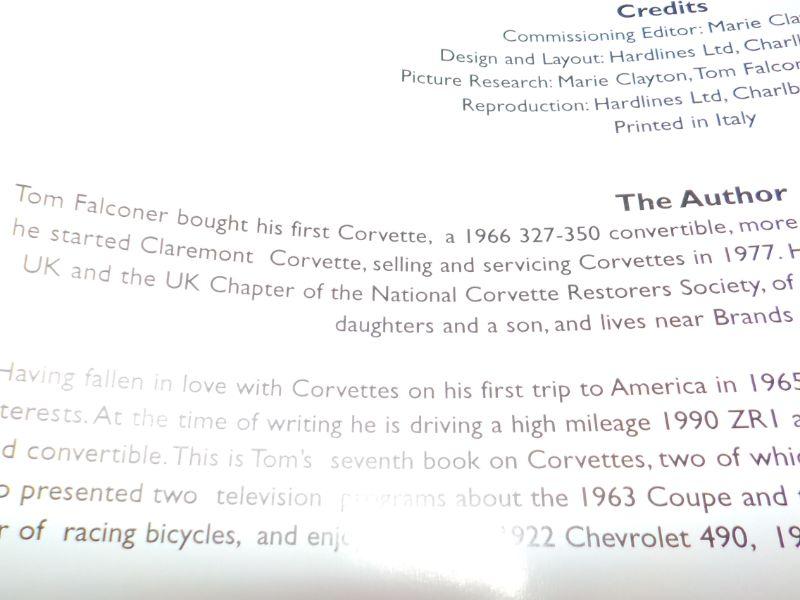 Credits
Commissioning Editor: Marie
Design and Layout: Hardlines Ltd,
Picture Research: Marie Clayton, Tom
Reproduction: Hardlines Ltd,
Printed in Italy
The Author
Tom Falconer bought his first Corvette, a 1966 327-350 convertible, more
he started Claremont Corvette, selling and servicing Corvettes in 1977.
UK and the UK Chapter of the National Corvette Restorers Society, of
daughters and a son, and lives near Brands
Having fallen in love with Corvettes on his first trip to America in 1965
At the time of writing he is driving a high mileage 1990 ZR1
convertible. This is Tom's seventh book on Corvettes, two of
presented two television programs about the 1963 Coupe and
of racing bicycles, and 1922 Chevrolet 490,